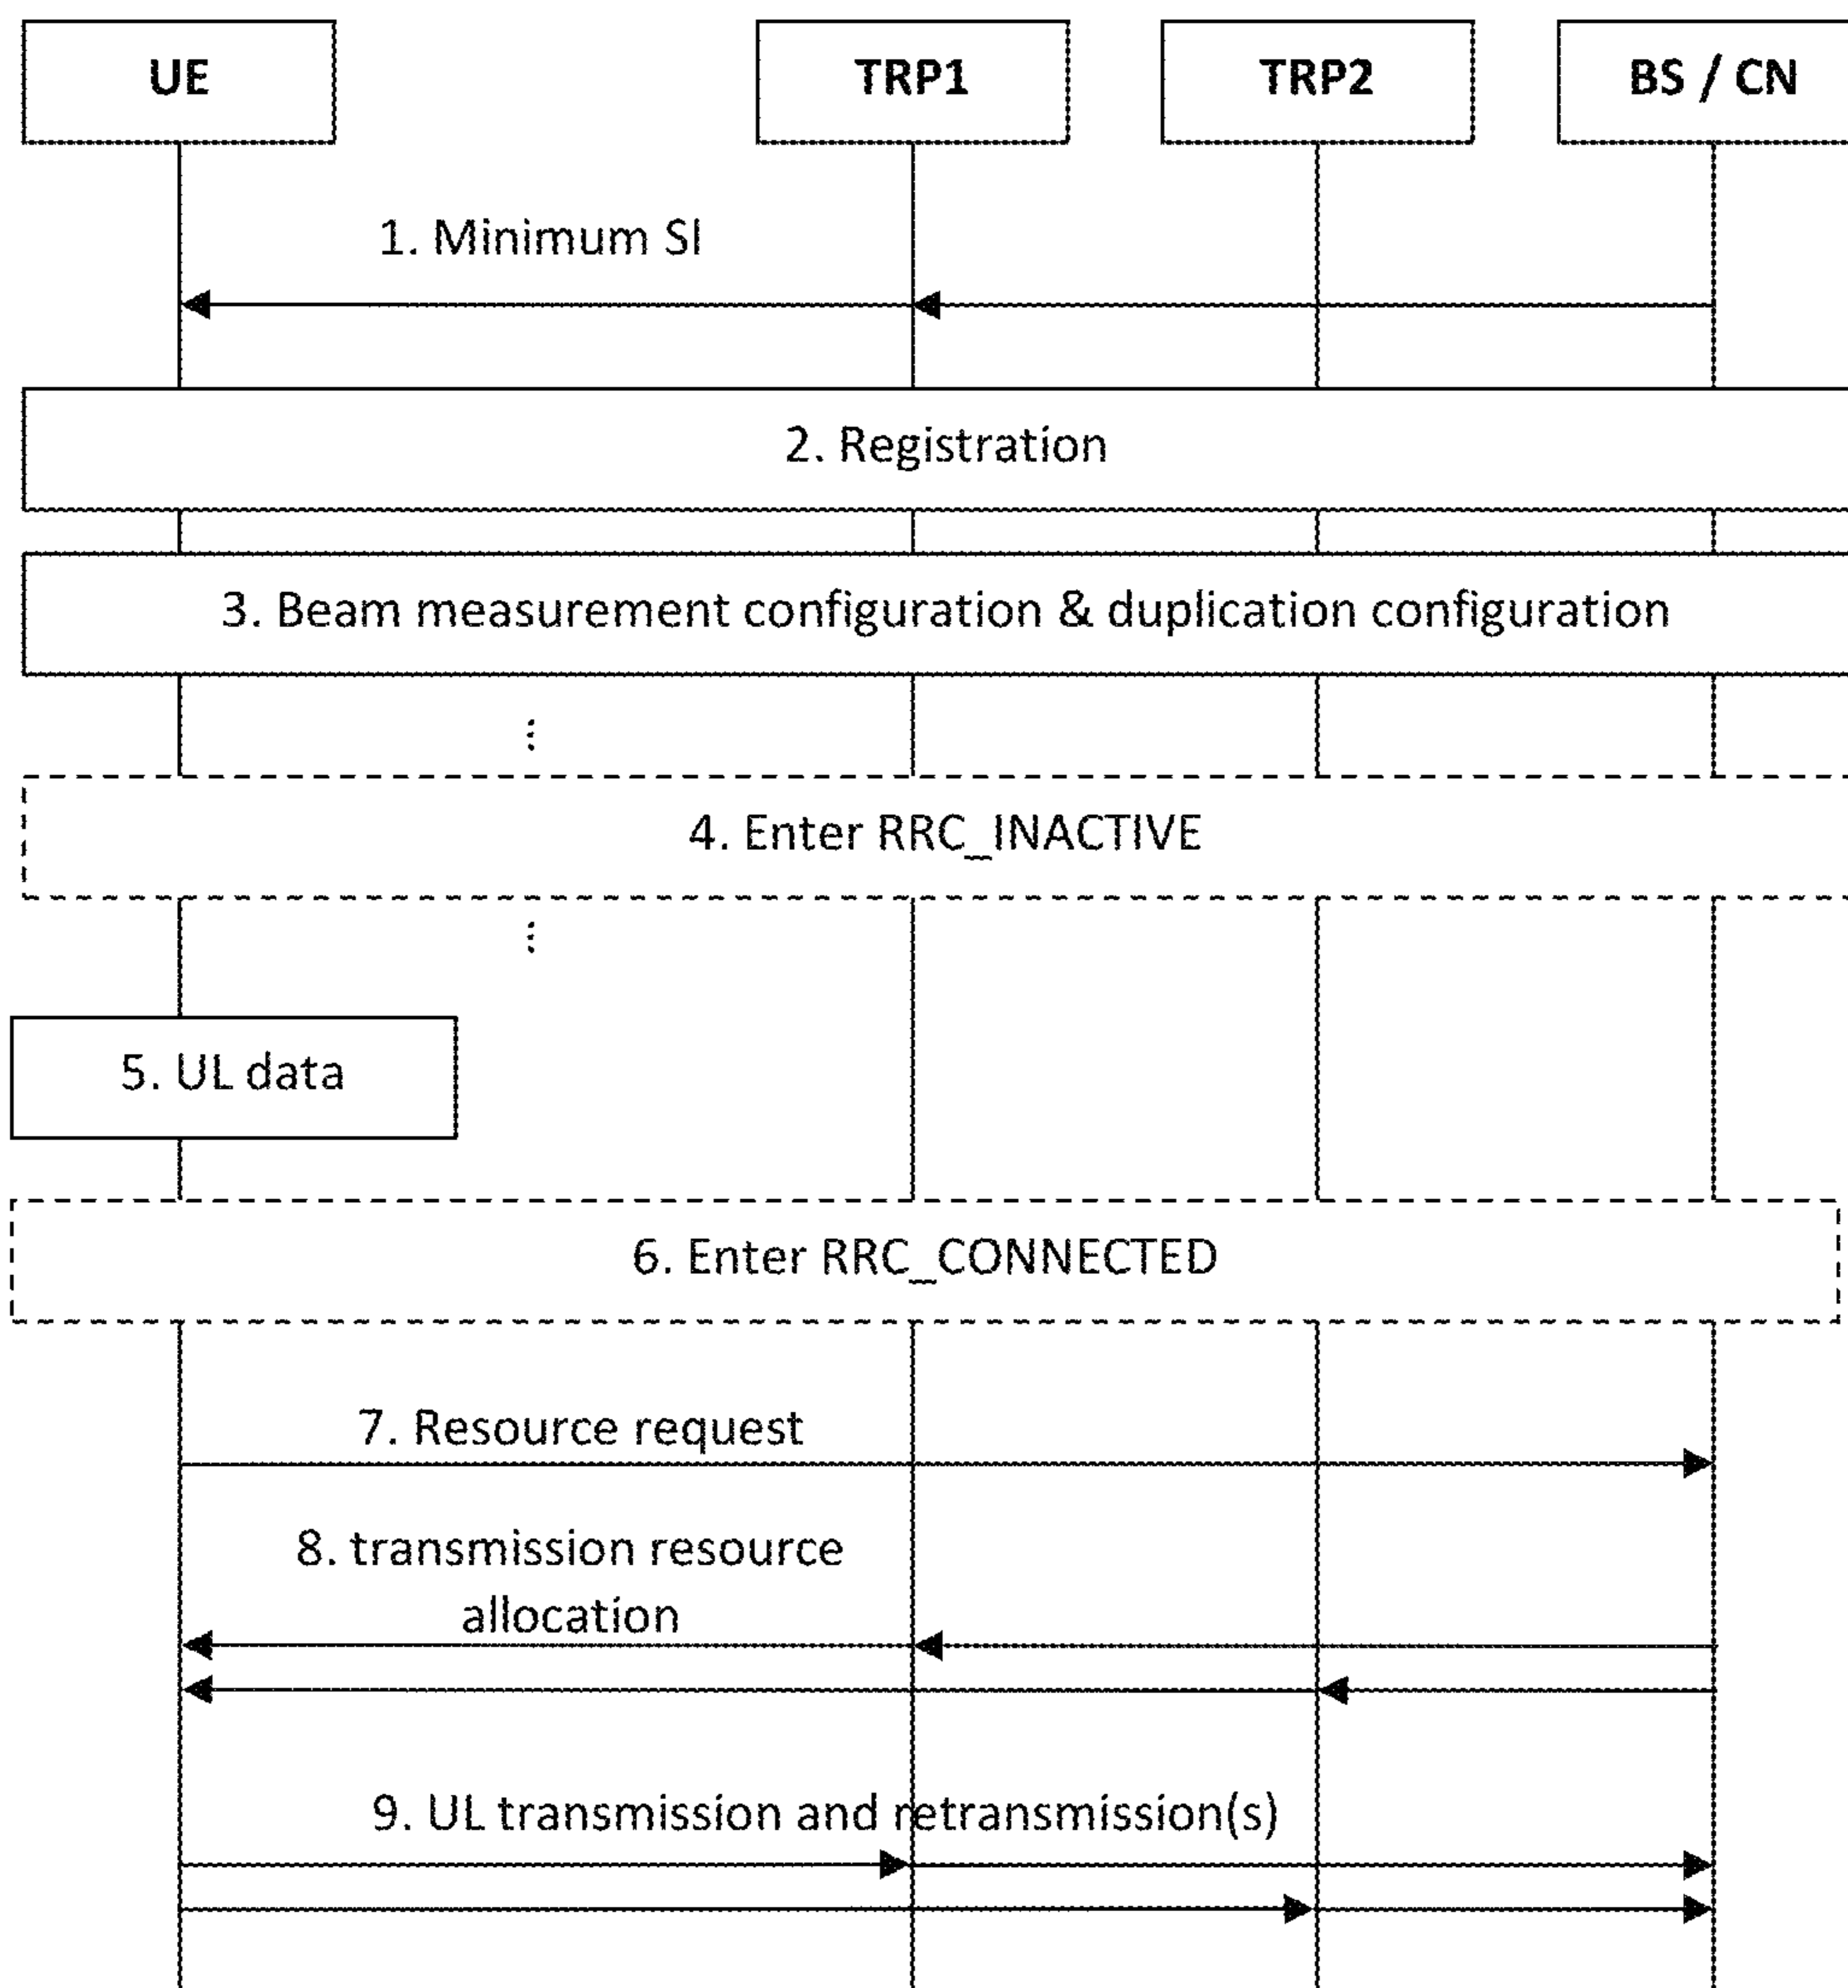 UE
TRP1
TRP2
BS / CN
1. Minimum SI
2. Registration
3. Beam measurement configuration & duplication configuration
⋮
4. Enter RRC_INACTIVE
⋮
5. UL data
6. Enter RRC_CONNECTED
7. Resource request
8. transmission resource
allocation
9. UL transmission and retransmission(s)